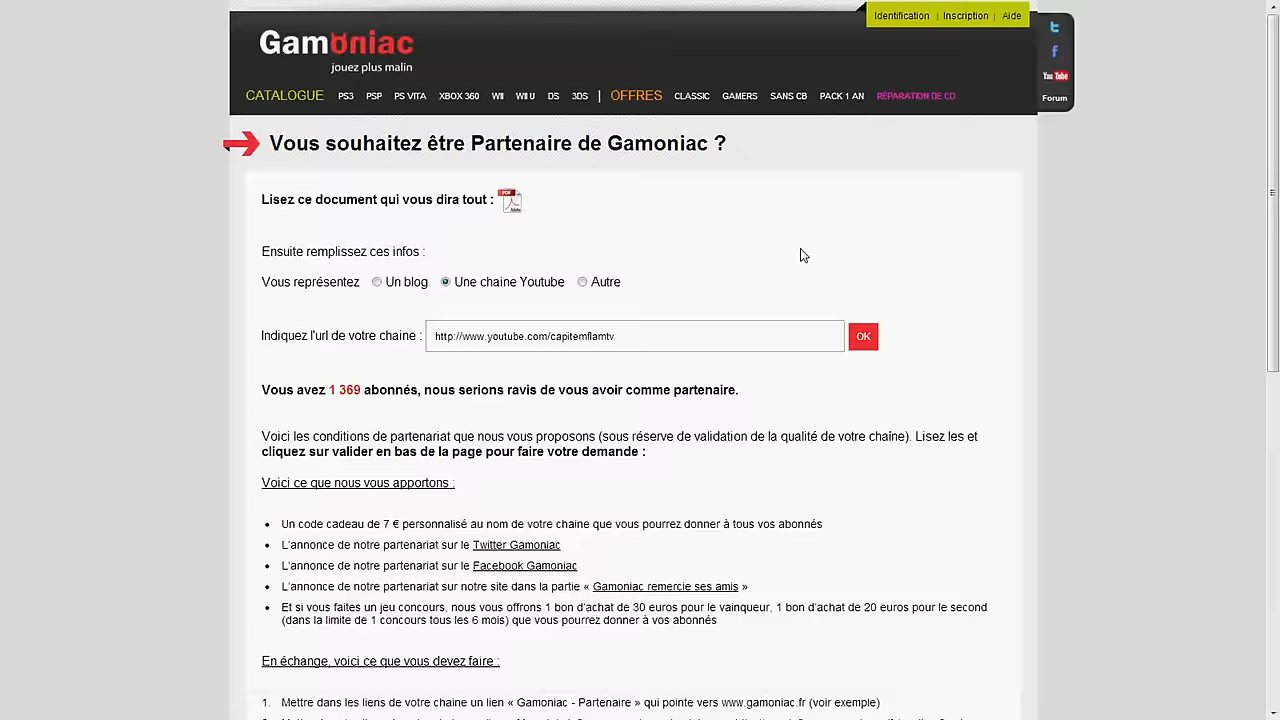 Identification | Inscription | Aide
Gamoniac
jouez plus malin
You Tube
Forum
CATALOGUE PS3 PSP PS VITA XBOX 360 WII WII U DS 3DS | OFFRES CLASSIC GAMERS SANS CB PACK 1 AN RÉPARATION DE CD
Vous souhaitez être Partenaire de Gamoniac ?
Lisez ce document qui vous dira tout : PDF Adobe
Ensuite remplissez ces infos :
Vous représentez Un blog Une chaine Youtube Autre
Indiquez l'url de votre chaine : http://www.youtube.com/capitemflamtv OK
Vous avez 1 369 abonnés, nous serions ravis de vous avoir comme partenaire.
Voici les conditions de partenariat que nous vous proposons (sous réserve de validation de la qualité de votre chaîne). Lisez les et
cliquez sur valider en bas de la page pour faire votre demande :
Voici ce que nous vous apportons :
• Un code cadeau de 7 € personnalisé au nom de votre chaine que vous pourrez donner à tous vos abonnés
• L'annonce de notre partenariat sur le Twitter Gamoniac
• L'annonce de notre partenariat sur le Facebook Gamoniac
• L'annonce de notre partenariat sur notre site dans la partie « Gamoniac remercie ses amis »
• Et si vous faites un jeu concours, nous vous offrons 1 bon d'achat de 30 euros pour le vainqueur, 1 bon d'achat de 20 euros pour le second
(dans la limite de 1 concours tous les 6 mois) que vous pourrez donner à vos abonnés
En échange, voici ce que vous devez faire :
1. Mettre dans les liens de votre chaine un lien « Gamoniac - Partenaire » qui pointe vers www.gamoniac.fr (voir exemple)